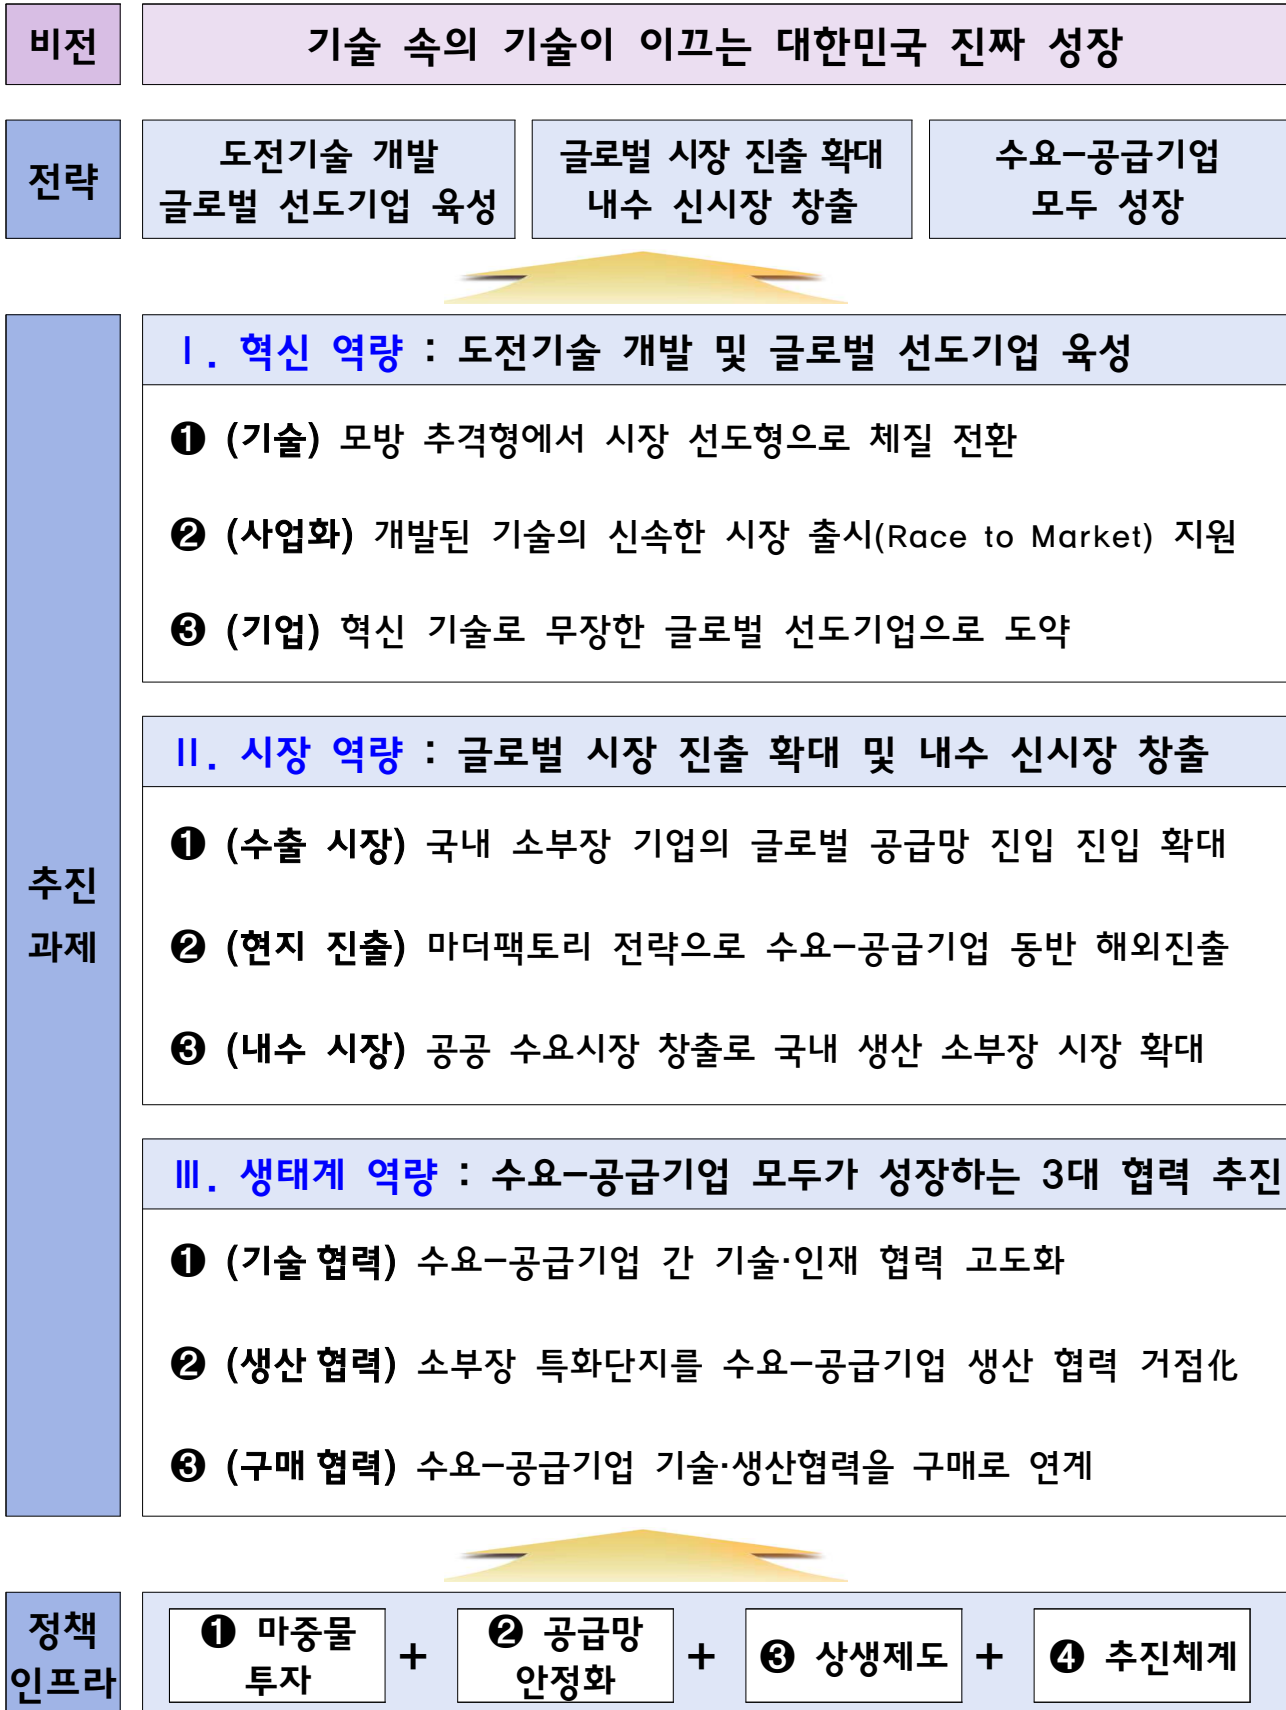 비전
기술 속의 기술이 이끄는 대한민국 진짜 성장
전략
도전기술 개발
글로벌 선도기업 육성
글로벌 시장 진출 확대
내수 신시장 창출
수요-공급기업
모두 성장
추진
과제
Ⅰ. 혁신 역량 : 도전기술 개발 및 글로벌 선도기업 육성
❶ (기술) 모방 추격형에서 시장 선도형으로 체질 전환
❷ (사업화) 개발된 기술의 신속한 시장 출시(Race to Market) 지원
❸ (기업) 혁신 기술로 무장한 글로벌 선도기업으로 도약
Ⅱ. 시장 역량 : 글로벌 시장 진출 확대 및 내수 신시장 창출
❶ (수출 시장) 국내 소부장 기업의 글로벌 공급망 진입 진입 확대
❷ (현지 진출) 마더팩토리 전략으로 수요-공급기업 동반 해외진출
❸ (내수 시장) 공공 수요시장 창출로 국내 생산 소부장 시장 확대
Ⅲ. 생태계 역량 : 수요-공급기업 모두가 성장하는 3대 협력 추진
❶ (기술 협력) 수요-공급기업 간 기술·인재 협력 고도화
❷ (생산 협력) 소부장 특화단지를 수요-공급기업 생산 협력 거점化
❸ (구매 협력) 수요-공급기업 기술·생산협력을 구매로 연계
정책
인프라
❶ 마중물
투자
+
❷ 공급망
안정화
+
❸ 상생제도
+
❹ 추진체계